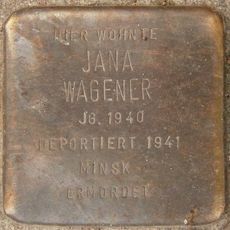 HIER WOHNTE
JANA
WAGENER
JG. 1940
DEPORTIERT 1941
MINSK
ERMORDET